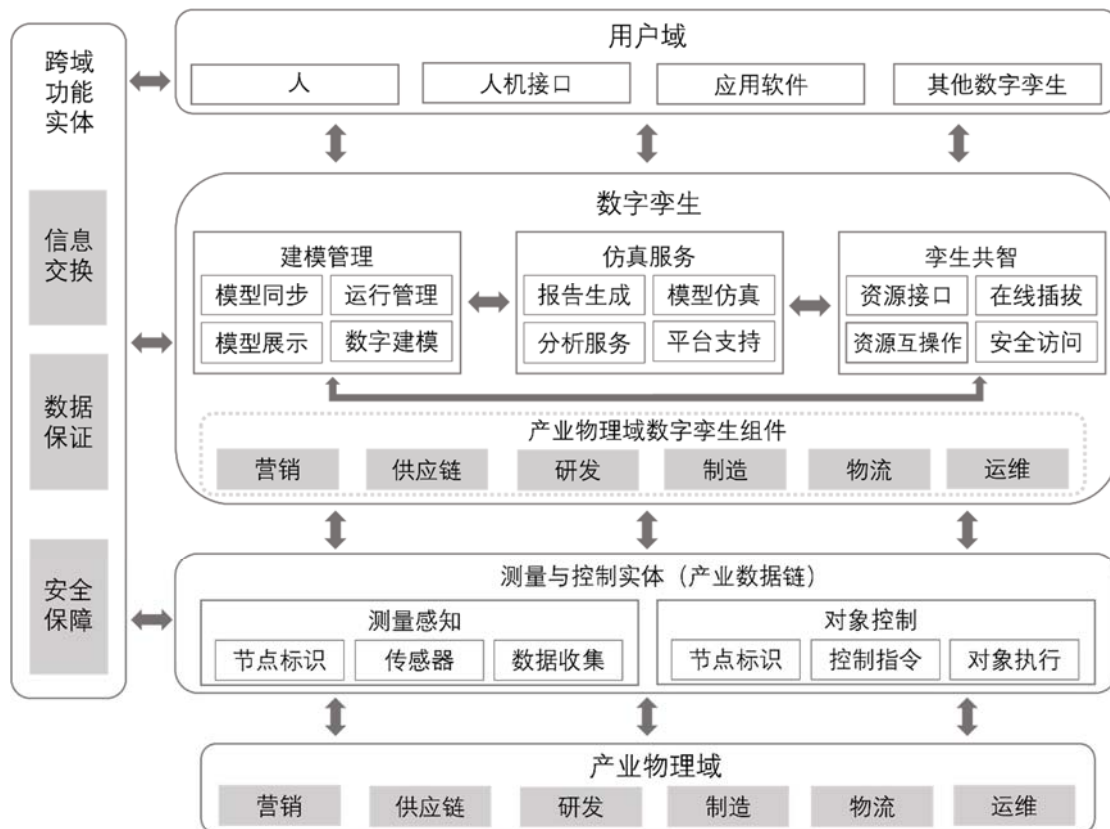 跨域
功能
实体
信息
交换
数据
保证
安全
保障
用户域
人 人机接口 应用软件 其他数字孪生
数字孪生
建模管理 仿真服务 孪生共智
模型同步 运行管理 报告生成 模型仿真 资源接口 在线插拔
模型展示 数字建模 分析服务 平台支持 资源互操作 安全访问
产业物理域数字孪生组件
营销 供应链 研发 制造 物流 运维
测量与控制实体（产业数据链）
测量感知 对象控制
节点标识 传感器 数据收集 节点标识 控制指令 对象执行
产业物理域
营销 供应链 研发 制造 物流 运维